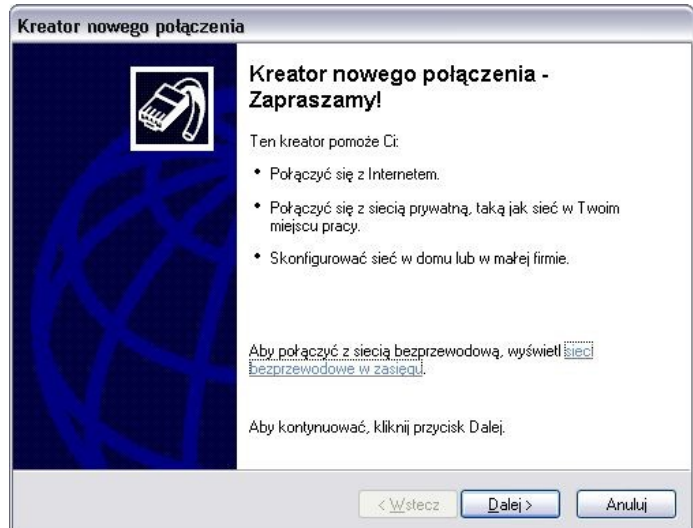 Kreator nowego połączenia
Kreator nowego połączenia -
Zapraszamy!
Ten kreator pomoże Ci:
• Połączyć się z Internetem.
• Połączyć się z siecią prywatną, taką jak sieć w Twoim
miejscu pracy.
• Skonfigurować sieć w domu lub w małej firmie.
Aby połączyć z siecią bezprzewodową, wyświetl sieci
bezprzewodowe w zasięgu.
Aby kontynuować, kliknij przycisk Dalej.
< Wstecz
Dalej >
Anuluj